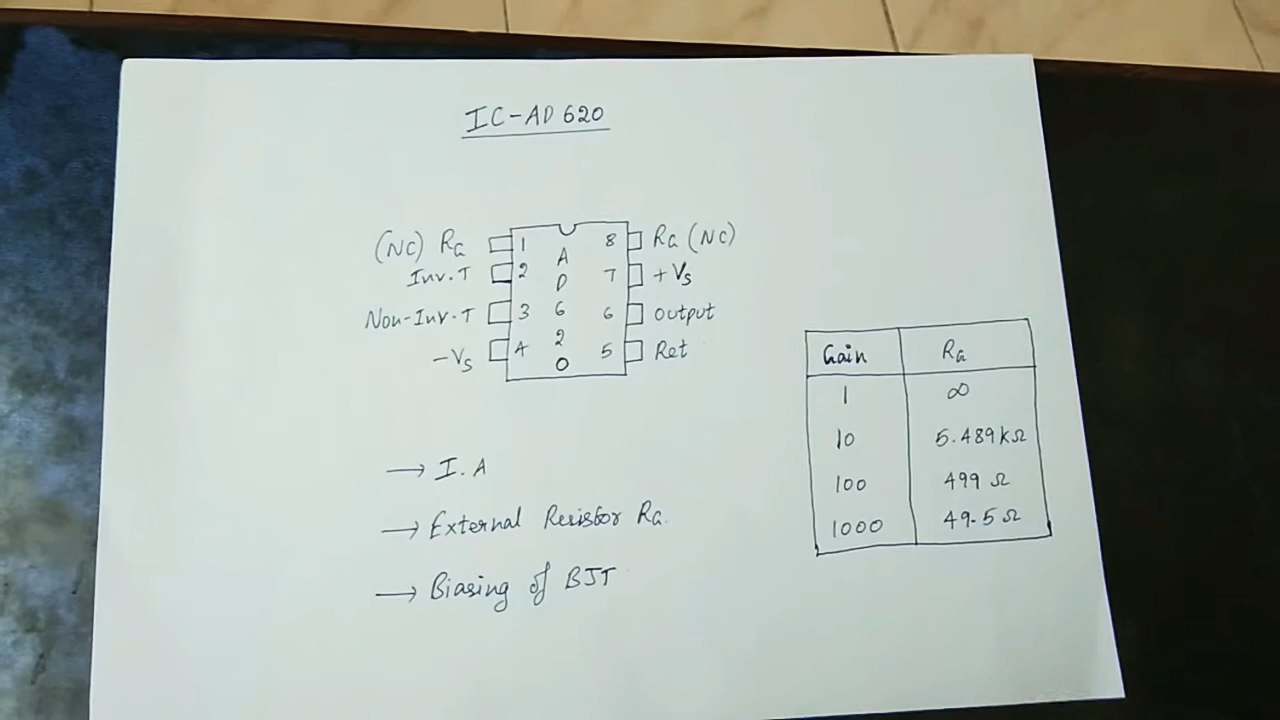 IC-AD620
(NC) RG 1 8 RG (NC)
Inv.T 2 7 +Vs
Non-Inv.T 3 6 output
-Vs 4 5 Ret
A
D
6
2
0
Gain RG
1 ∞
10 5.489kΩ
100 499 Ω
1000 49.5Ω
→ I.A
→ External Resistor RG.
→ Biasing of BJT